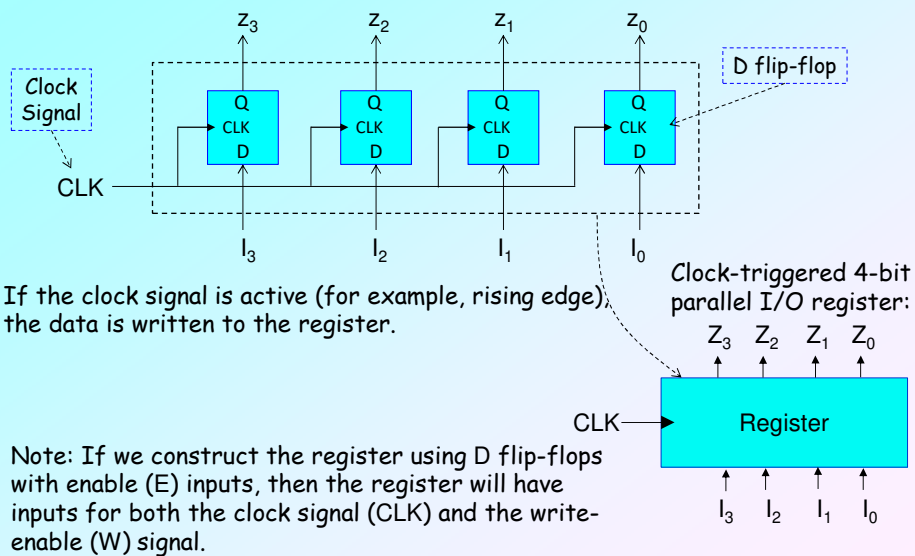 z₃ z₂ z₁ z₀
Clock
Signal
D flip-flop
Q Q Q Q
CLK CLK CLK CLK
D D D D
CLK
I₃ I₂ I₁ I₀
If the clock signal is active (for example, rising edge),
the data is written to the register.
Clock-triggered 4-bit
parallel I/O register:
Z₃ Z₂ Z₁ Z₀
CLK
Register
I₃ I₂ I₁ I₀
Note: If we construct the register using D flip-flops
with enable (E) inputs, then the register will have
inputs for both the clock signal (CLK) and the write-
enable (W) signal.